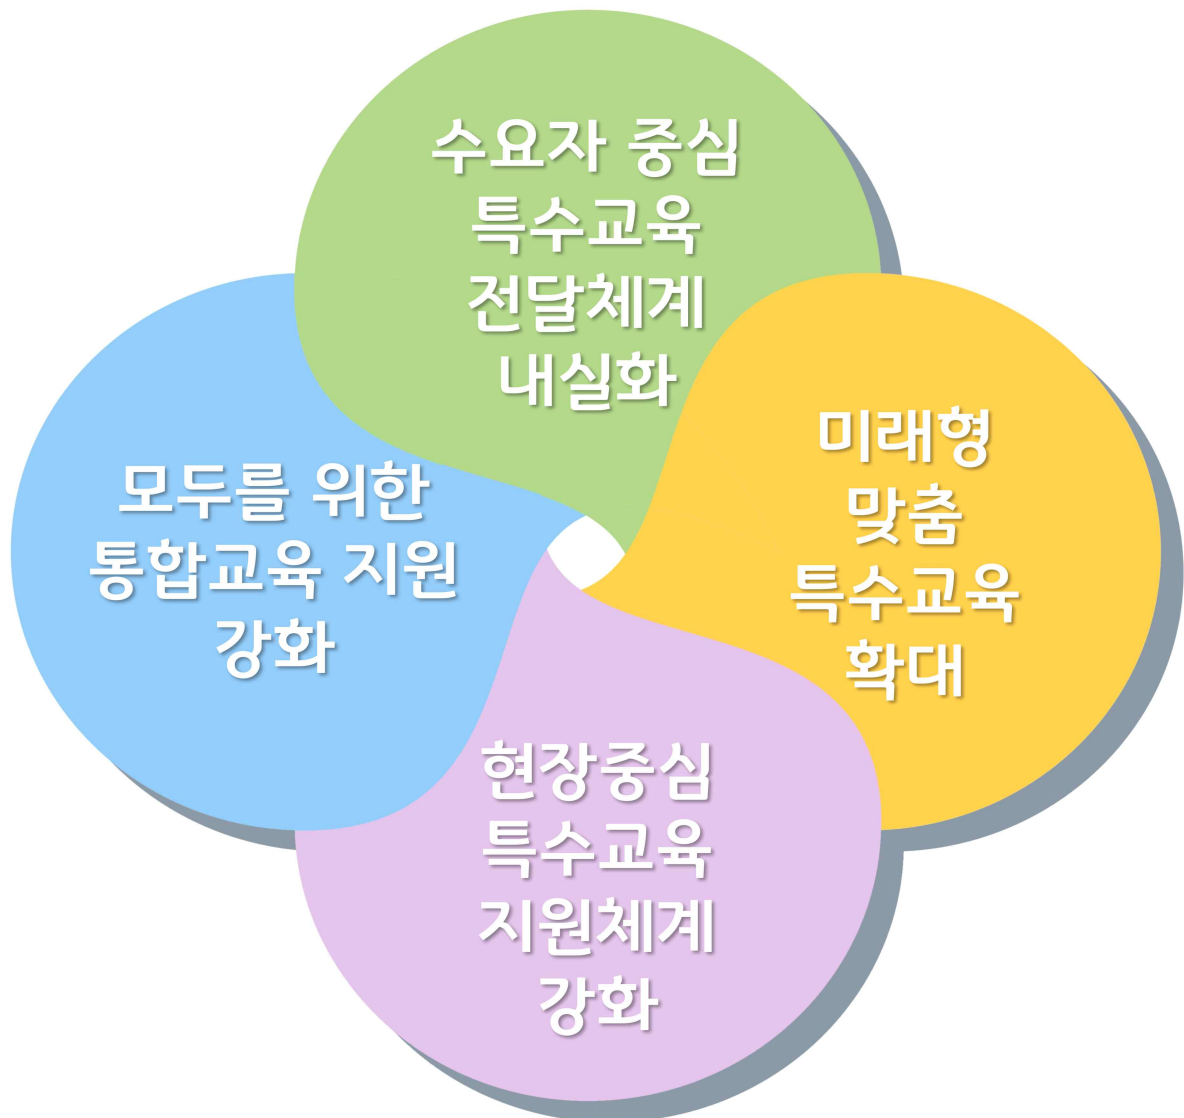 수요자 중심
특수교육
전달체계
내실화
모두를 위한
통합교육 지원
강화
미래형
맞춤
특수교육
확대
현장중심
특수교육
지원체계
강화